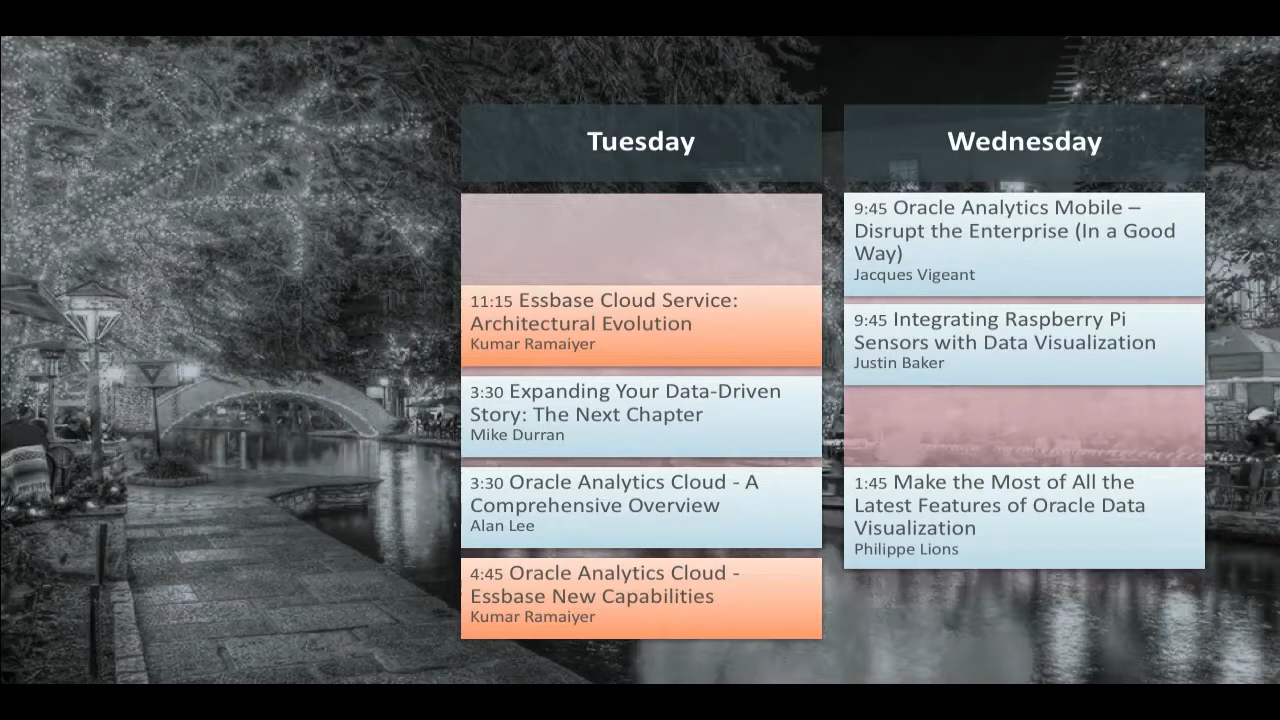 Tuesday
11:15 Essbase Cloud Service:
Architectural Evolution
Kumar Ramaiyer
3:30 Expanding Your Data-Driven
Story: The Next Chapter
Mike Durran
3:30 Oracle Analytics Cloud - A
Comprehensive Overview
Alan Lee
4:45 Oracle Analytics Cloud -
Essbase New Capabilities
Kumar Ramaiyer
Wednesday
9:45 Oracle Analytics Mobile –
Disrupt the Enterprise (In a Good
Way)
Jacques Vigeant
9:45 Integrating Raspberry Pi
Sensors with Data Visualization
Justin Baker
1:45 Make the Most of All the
Latest Features of Oracle Data
Visualization
Philippe Lions